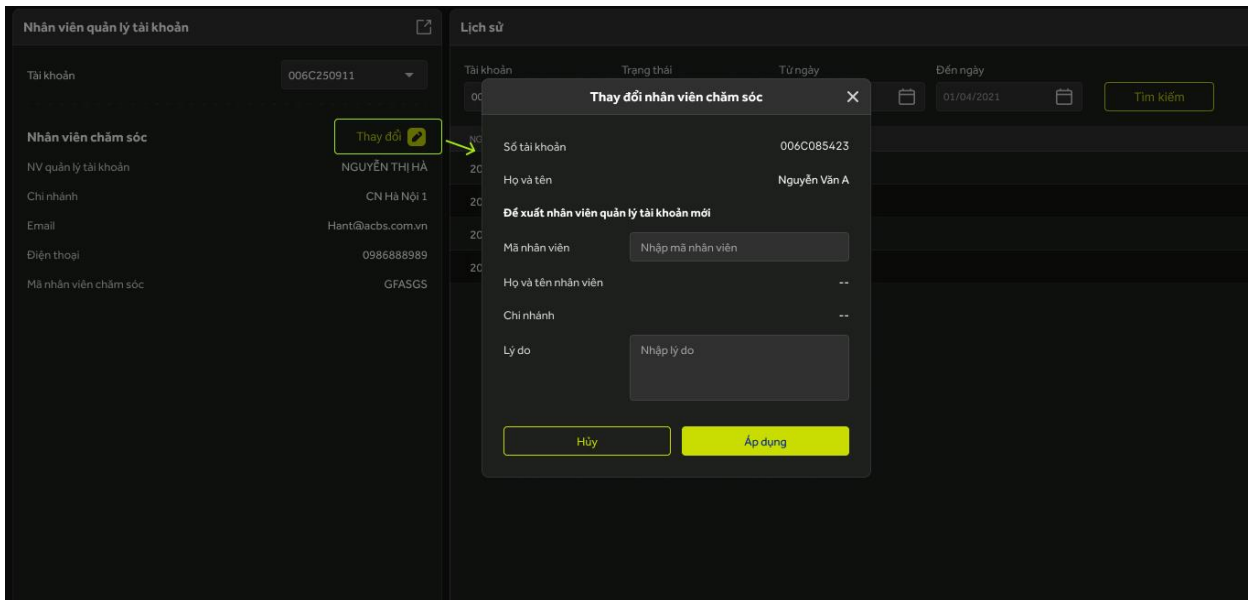 Nhân viên quản lý tài khoản
Tài khoản
006C250911
Nhân viên chăm sóc
Thay đổi
NV quản lý tài khoản
NGUYỄN THỊ HÀ
Chi nhánh
CN Hà Nội 1
Email
Hant@acbs.com.vn
Điện thoại
0986888989
Mã nhân viên chăm sóc
GFASGS
Lịch sử
Tài khoản
Trạng thái
Từ ngày
Đến ngày
01/04/2021
Tìm kiếm
Thay đổi nhân viên chăm sóc
Số tài khoản
006C085423
Họ và tên
Nguyễn Văn A
Đề xuất nhân viên quản lý tài khoản mới
Mã nhân viên
Nhập mã nhân viên
Họ và tên nhân viên
--
Chi nhánh
--
Lý do
Nhập lý do
Hủy
Áp dụng